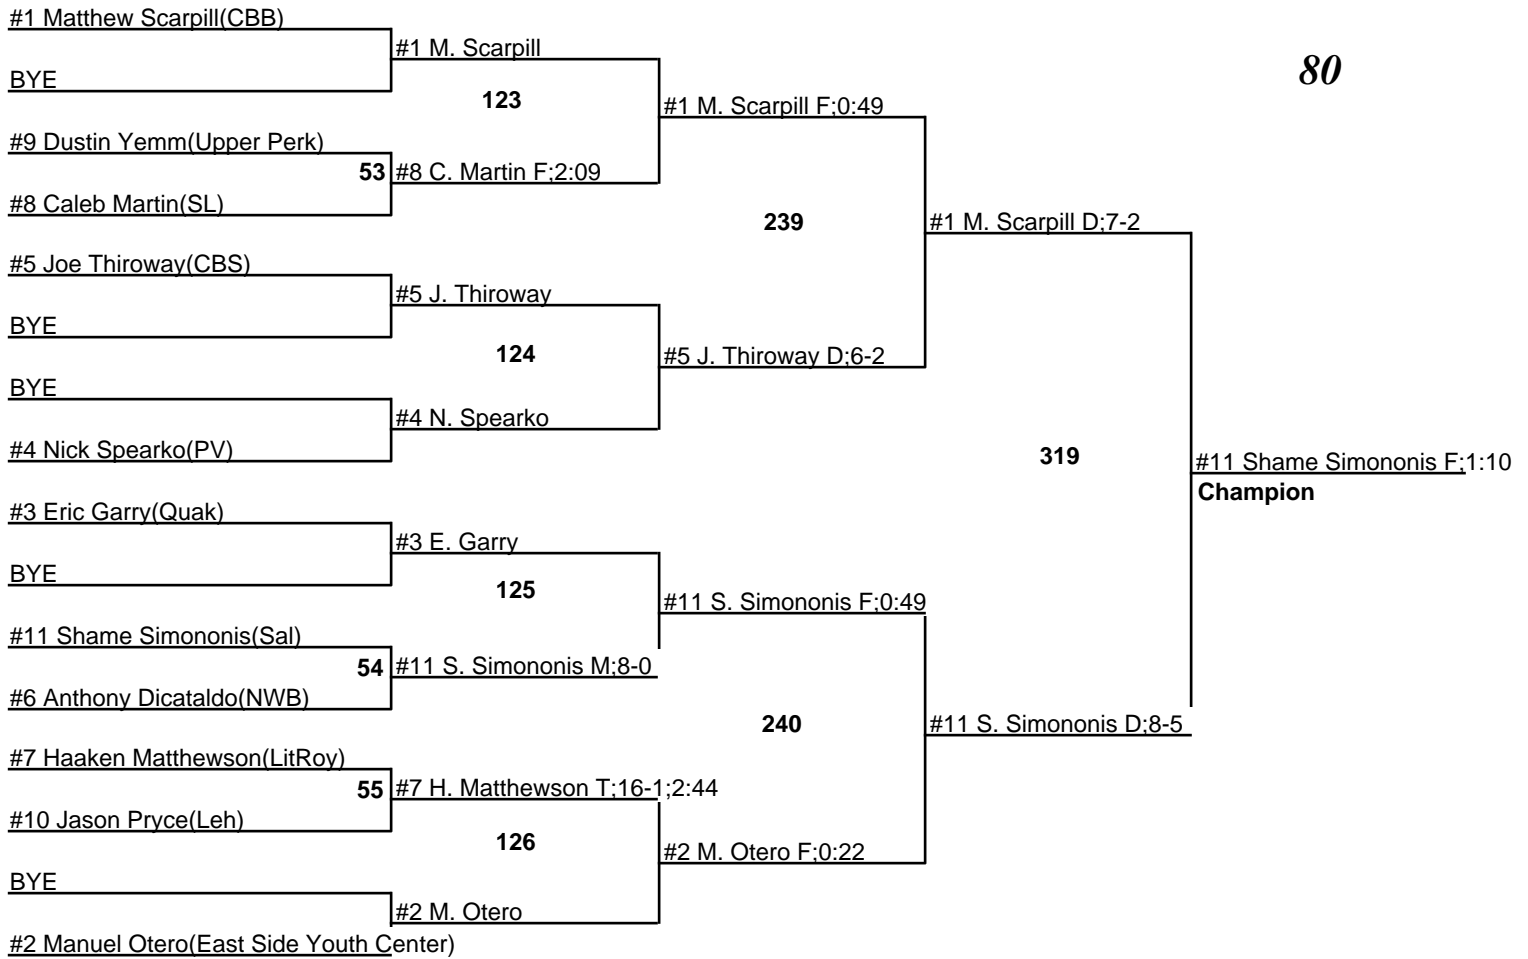 #1 Matthew Scarpill(CBB)
#1 M. Scarpill
80
BYE
123
#1 M. Scarpill F;0:49
#9 Dustin Yemm(Upper Perk)
53
#8 C. Martin F;2:09
#8 Caleb Martin(SL)
239
#1 M. Scarpill D;7-2
#5 Joe Thiroway(CBS)
#5 J. Thiroway
BYE
124
#5 J. Thiroway D;6-2
BYE
#4 N. Spearko
#4 Nick Spearko(PV)
319
#11 Shame Simononis F;1:10
Champion
#3 Eric Garry(Quak)
#3 E. Garry
BYE
125
#11 S. Simononis F;0:49
#11 Shame Simononis(Sal)
54
#11 S. Simononis M;8-0
#6 Anthony Dicataldo(NWB)
240
#11 S. Simononis D;8-5
#7 Haaken Matthewson(LitRoy)
55
#7 H. Matthewson T;16-1;2:44
#10 Jason Pryce(Leh)
126
#2 M. Otero F;0:22
BYE
#2 M. Otero
#2 Manuel Otero(East Side Youth Center)